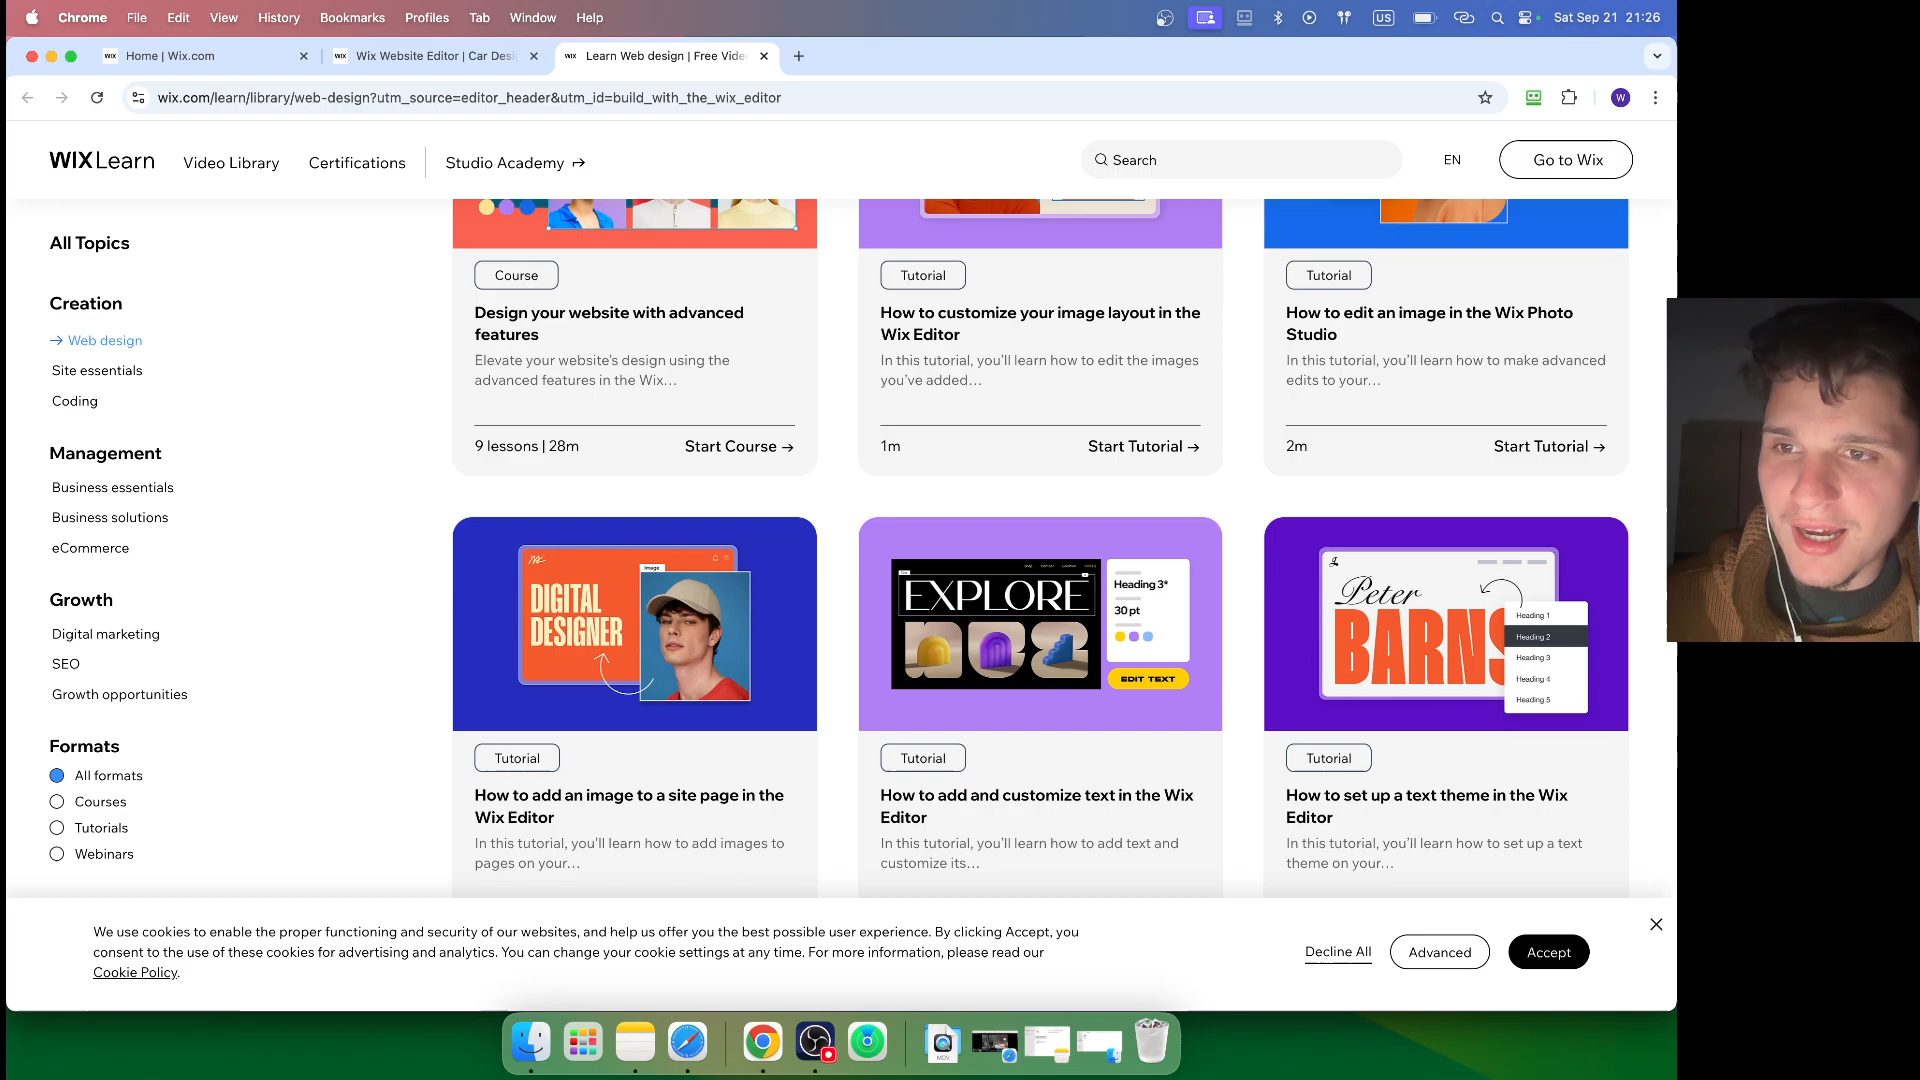 Chrome File Edit View History Bookmarks Profiles Tab Window Help US Sat Sep 21 21:26
WIX Home | Wix.com WIX Wix Website Editor | Car Desi WIX Learn Web design | Free Vide
wix.com/learn/library/web-design?utm_source=editor_header&utm_id=build_with_the_wix_editor W
WIXLearn Video Library Certifications Studio Academy → Search EN Go to Wix
All Topics
Creation
→ Web design
Site essentials
Coding
Management
Business essentials
Business solutions
eCommerce
Growth
Digital marketing
SEO
Growth opportunities
Formats
All formats
Courses
Tutorials
Webinars
Course
Design your website with advanced
features
Elevate your website's design using the
advanced features in the Wix…
9 lessons | 28m Start Course →
Tutorial
How to customize your image layout in the
Wix Editor
In this tutorial, you'll learn how to edit the images
you've added…
1m Start Tutorial →
Tutorial
How to edit an image in the Wix Photo
Studio
In this tutorial, you'll learn how to make advanced
edits to your…
2m Start Tutorial →
Image
DIGITAL
DESIGNER
Tutorial
How to add an image to a site page in the
Wix Editor
In this tutorial, you'll learn how to add images to
pages on your…
EXPLORE
Heading 3*
30 pt
EDIT TEXT
Tutorial
How to add and customize text in the Wix
Editor
In this tutorial, you'll learn how to add text and
customize its…
Peter
BARNS
Heading 1
Heading 2
Heading 3
Heading 4
Heading 5
Tutorial
How to set up a text theme in the Wix
Editor
In this tutorial, you'll learn how to set up a text
theme on your…
We use cookies to enable the proper functioning and security of our websites, and help us offer you the best possible user experience. By clicking Accept, you
consent to the use of these cookies for advertising and analytics. You can change your cookie settings at any time. For more information, please read our
Cookie Policy.
Decline All Advanced Accept
MOV